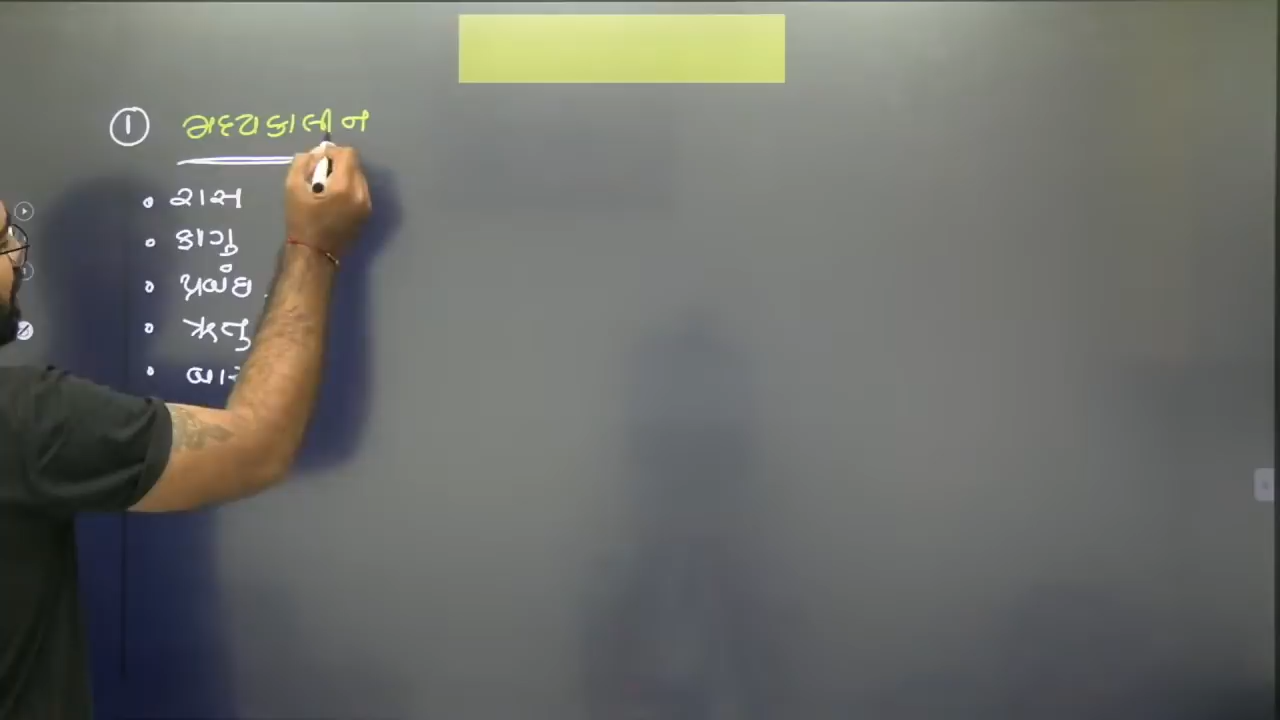 ① મધ્યકાલીન
• રાસ
• ફાગુ
• પ્રબંધ
• ઋતુ